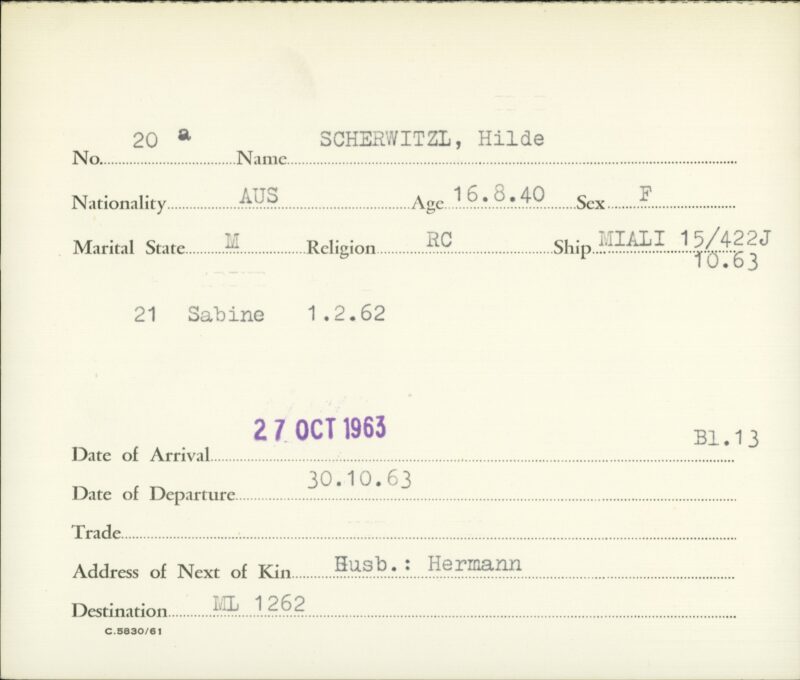 No. 20 a Name SCHERWITZL, Hilde
Nationality AUS Age 16.8.40 Sex F
Marital State M Religion RC Ship MIALI 15/422J
10.63
21 Sabine 1.2.62
27 OCT 1963
Bl.13
Date of Arrival
Date of Departure 30.10.63
Trade
Address of Next of Kin Husb.: Hermann
Destination ML 1262
C.5830/61